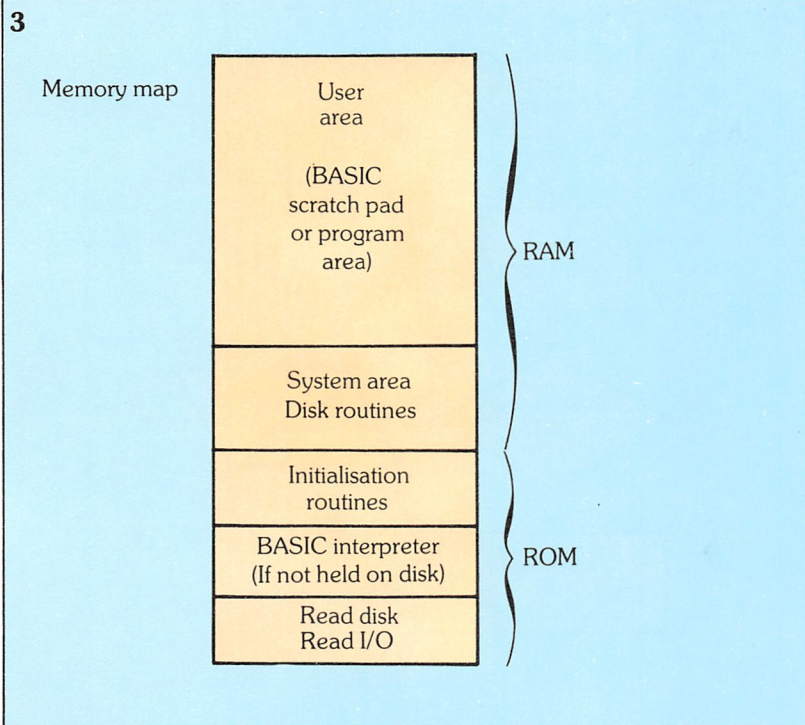 3
Memory map
User
area
(BASIC
scratch pad
or program
area)
RAM
System area
Disk routines
Initialisation
routines
BASIC interpreter
(If not held on disk)
ROM
Read disk
Read I/O